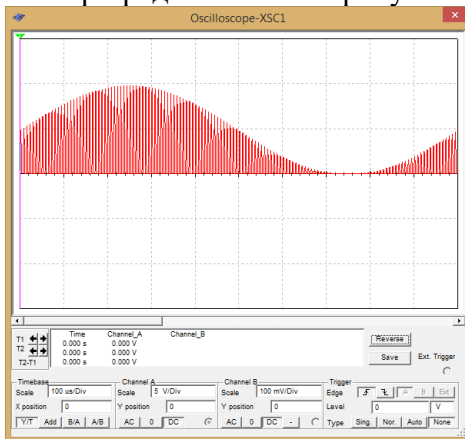 Oscilloscope-XSC1
Time Channel_A Channel_B
T1 0.000 s 0.000 V
T2 0.000 s 0.000 V
T2-T1 0.000 s 0.000 V
Reverse
Save
Ext. Trigger
Timebase
Scale 100 us/Div
X position 0
Y/T Add B/A A/B
Channel A
Scale 5 V/Div
Y position 0
AC 0 DC
Channel B
Scale 100 mV/Div
Y position 0
AC 0 DC -
Trigger
Edge A B Ext
Level 0 V
Type Sing. Nor. Auto None